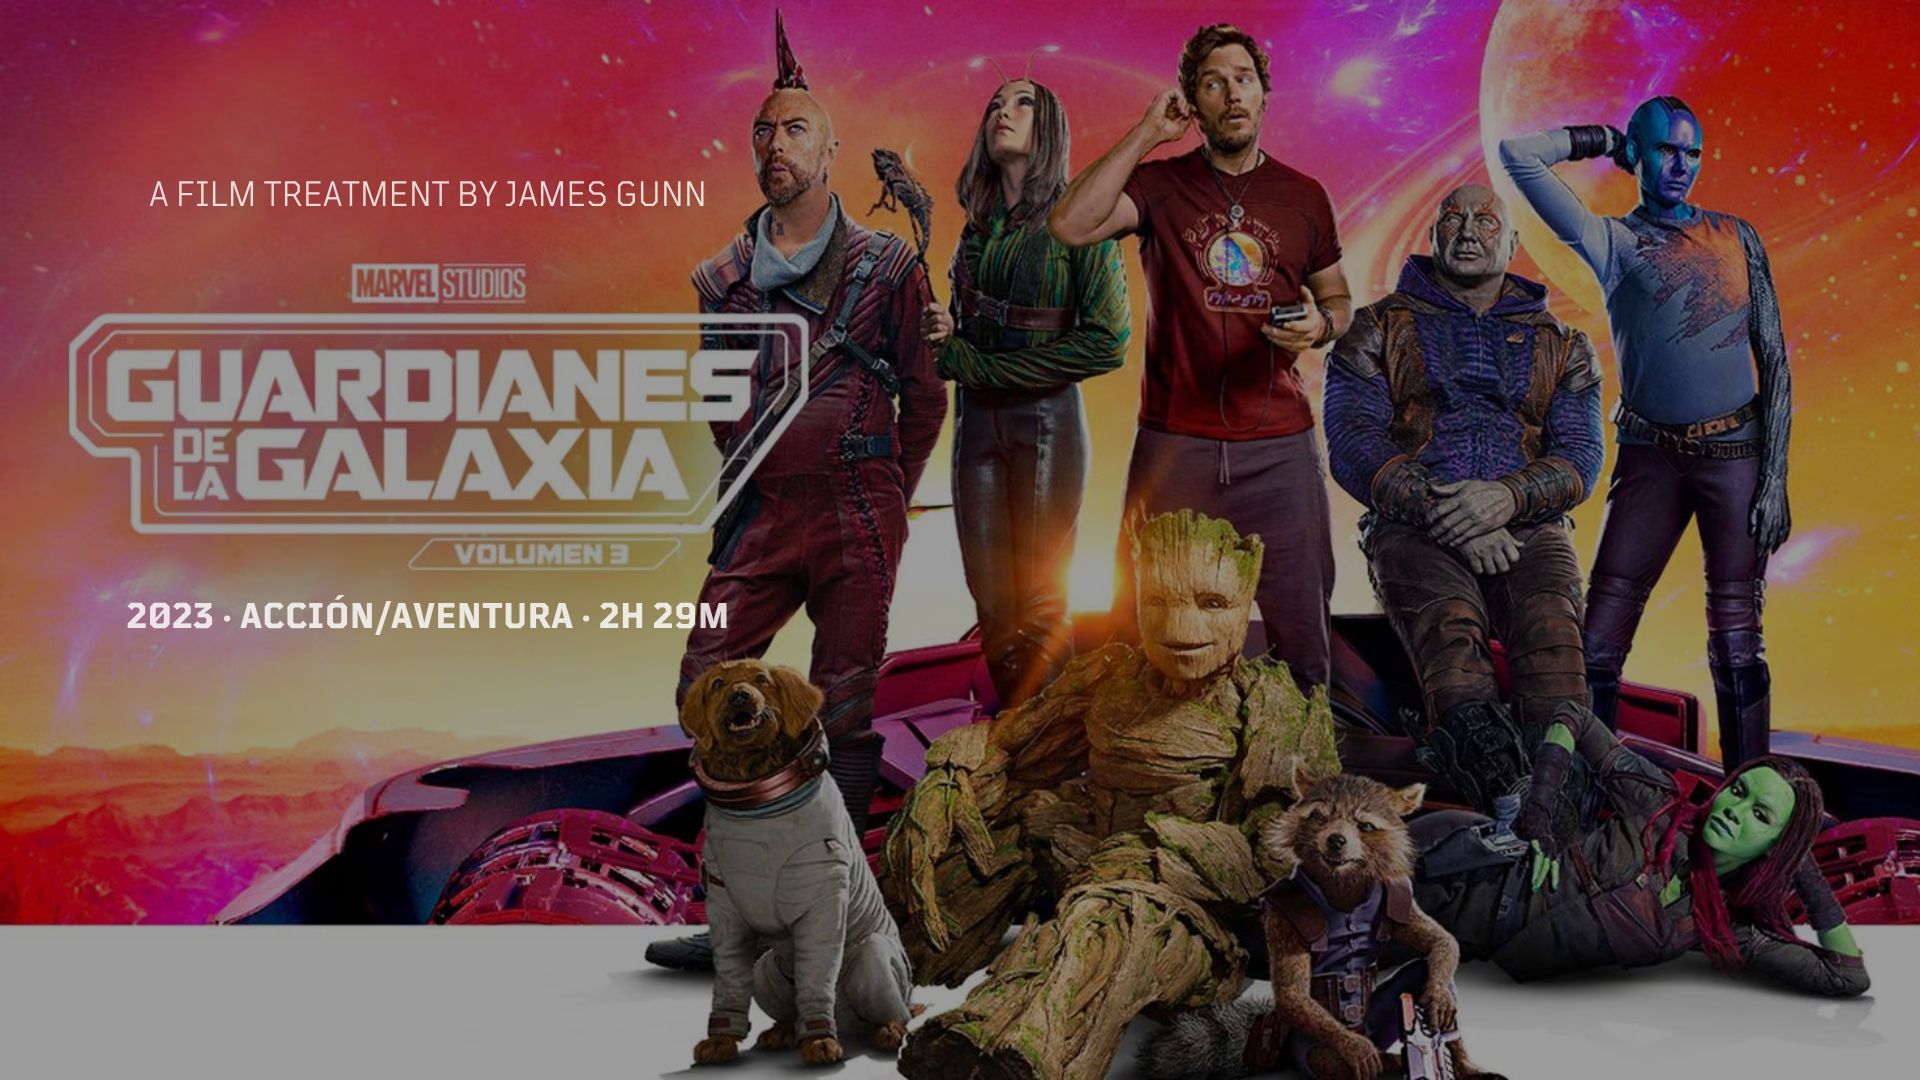 A FILM TREATMENT BY JAMES GUNN
MARVEL STUDIOS
GUARDIANES
DE LA GALAXIA
VOLUMEN 3
2023 · ACCIÓN/AVENTURA · 2H 29M